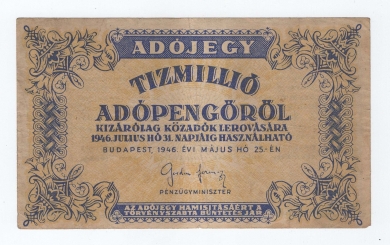 ADÓJEGY
TIZMILLIÓ
ADÓPENGŐRŐL
KIZÁRÓLAG KÖZADÓK LEROVÁSÁRA
1946. JULIUS HÓ 31. NAPJÁIG HASZNÁLHATÓ
BUDAPEST 1946. ÉVI MÁJUS HÓ 25.-ÉN
PÉNZÜGYMINISZTER
AZ ADÓJEGY HAMISITÁSÁÉRT A
TÖRVÉNYSZABTA BÜNTETÉS JÁR